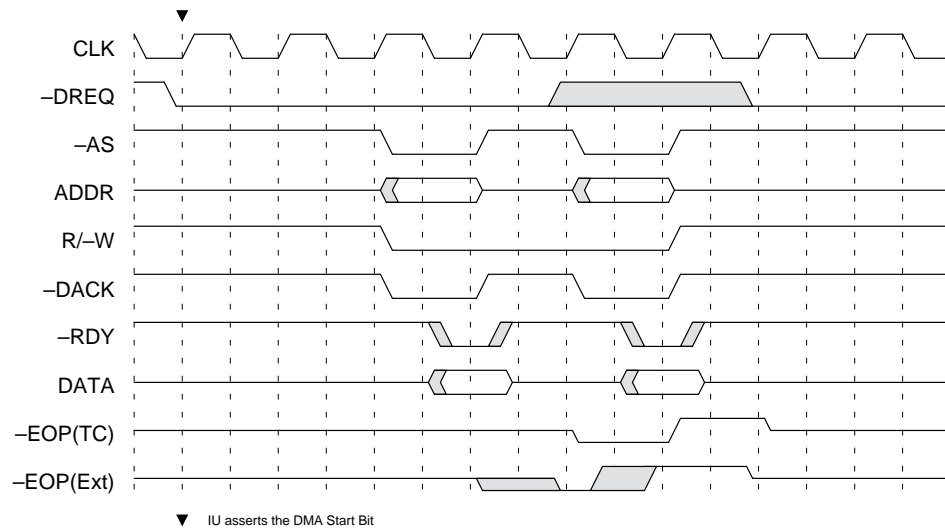 ▼
CLK
–DREQ
–AS
ADDR
R/–W
–DACK
–RDY
DATA
–EOP(TC)
–EOP(Ext)
▼ IU asserts the DMA Start Bit